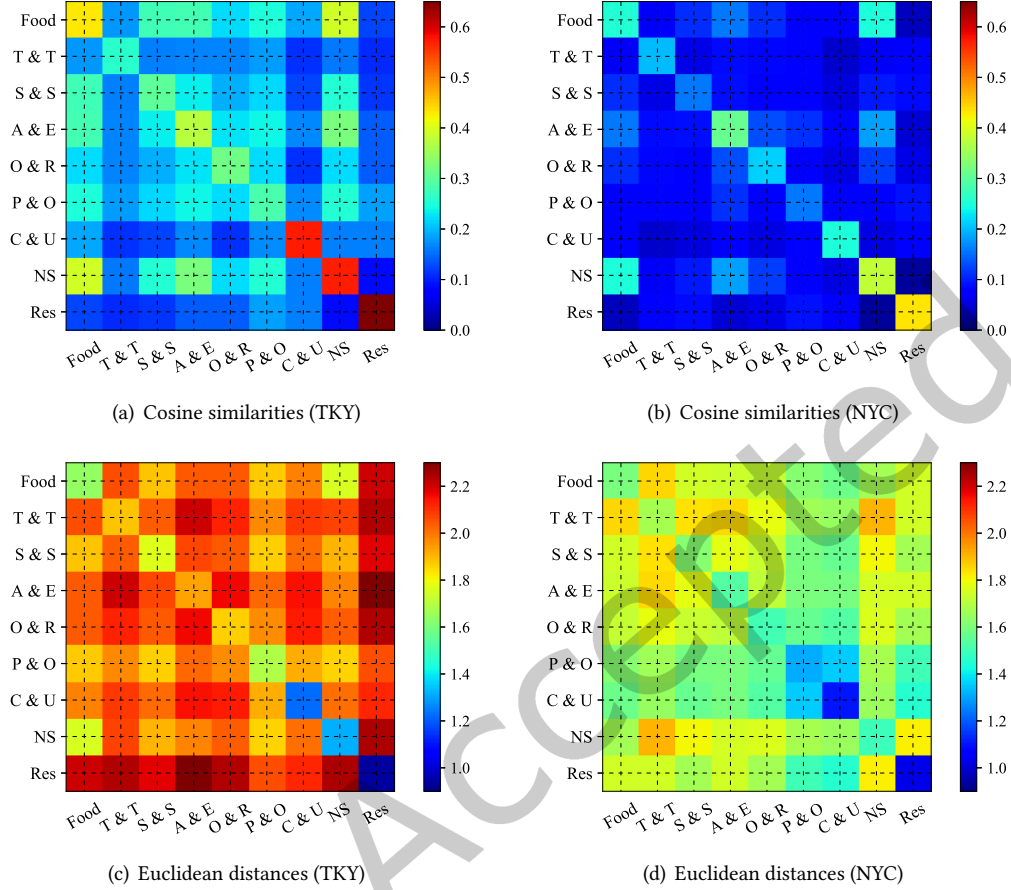 Food
T & T
S & S
A & E
O & R
P & O
C & U
NS
Res
Food T & T S & S A & E O & R P & O C & U NS Res
0.6
0.5
0.4
0.3
0.2
0.1
0.0
(a) Cosine similarities (TKY)
Food
T & T
S & S
A & E
O & R
P & O
C & U
NS
Res
Food T & T S & S A & E O & R P & O C & U NS Res
0.6
0.5
0.4
0.3
0.2
0.1
0.0
(b) Cosine similarities (NYC)
Food
T & T
S & S
A & E
O & R
P & O
C & U
NS
Res
Food T & T S & S A & E O & R P & O C & U NS Res
2.2
2.0
1.8
1.6
1.4
1.2
1.0
(c) Euclidean distances (TKY)
Food
T & T
S & S
A & E
O & R
P & O
C & U
NS
Res
Food T & T S & S A & E O & R P & O C & U NS Res
2.2
2.0
1.8
1.6
1.4
1.2
1.0
(d) Euclidean distances (NYC)
Accepted